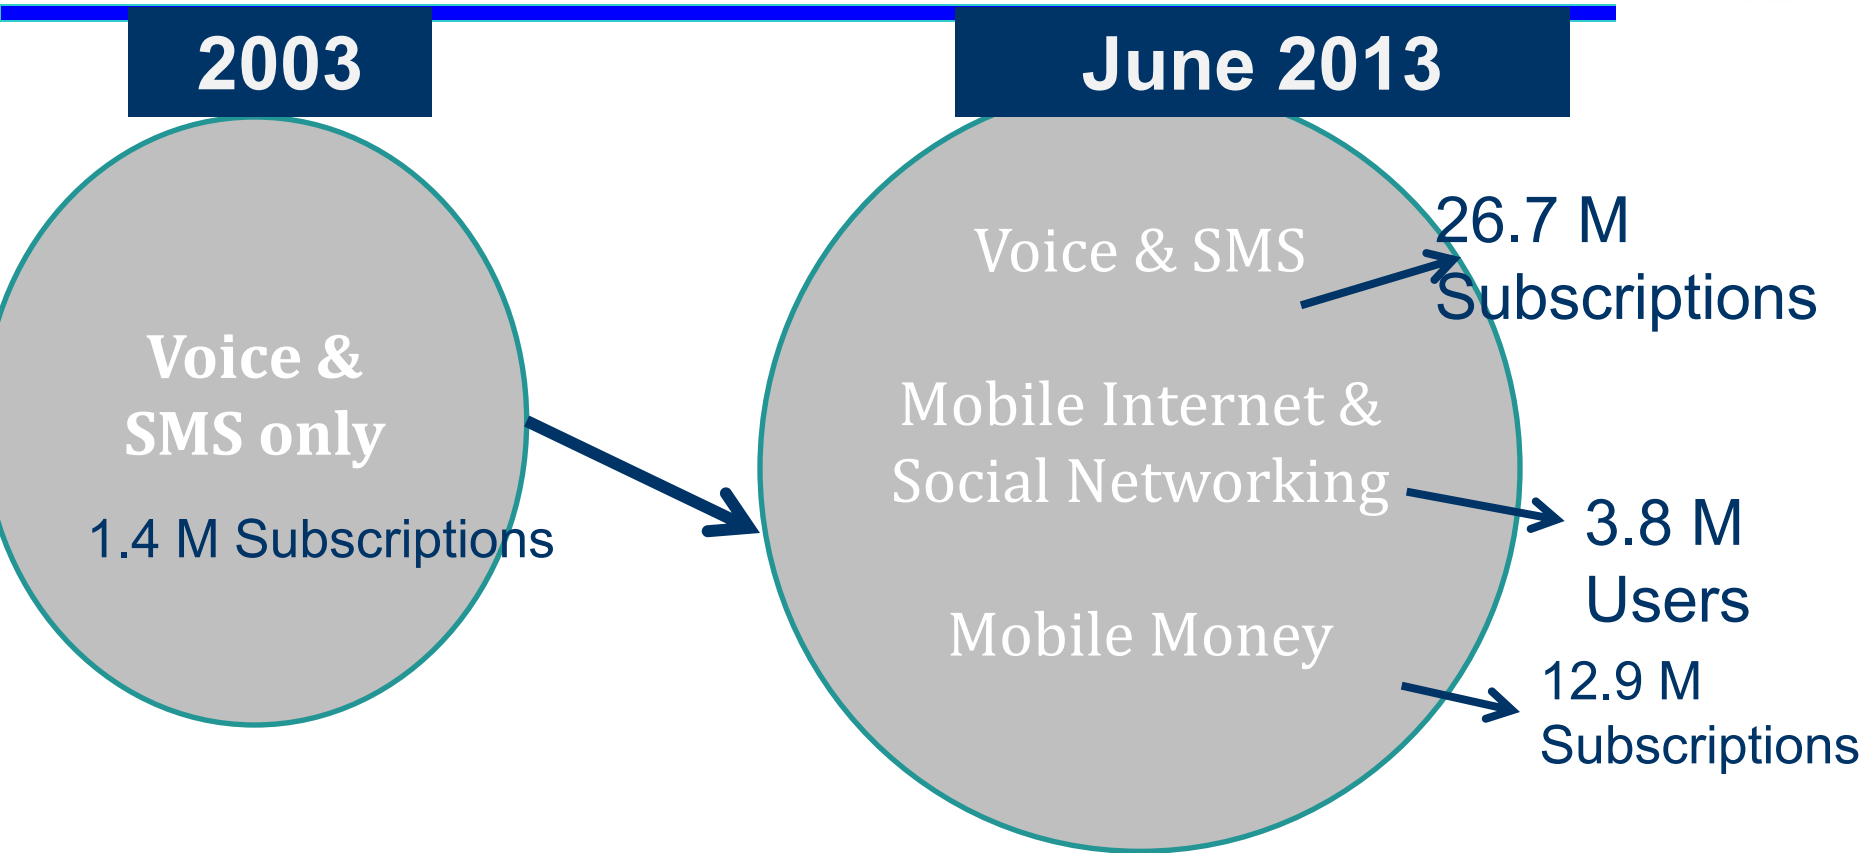 2003
Voice &
SMS only
1.4 M Subscriptions
June 2013
Voice & SMS
26.7 M
Subscriptions
Mobile Internet &
Social Networking
3.8 M
Users
Mobile Money
12.9 M
Subscriptions